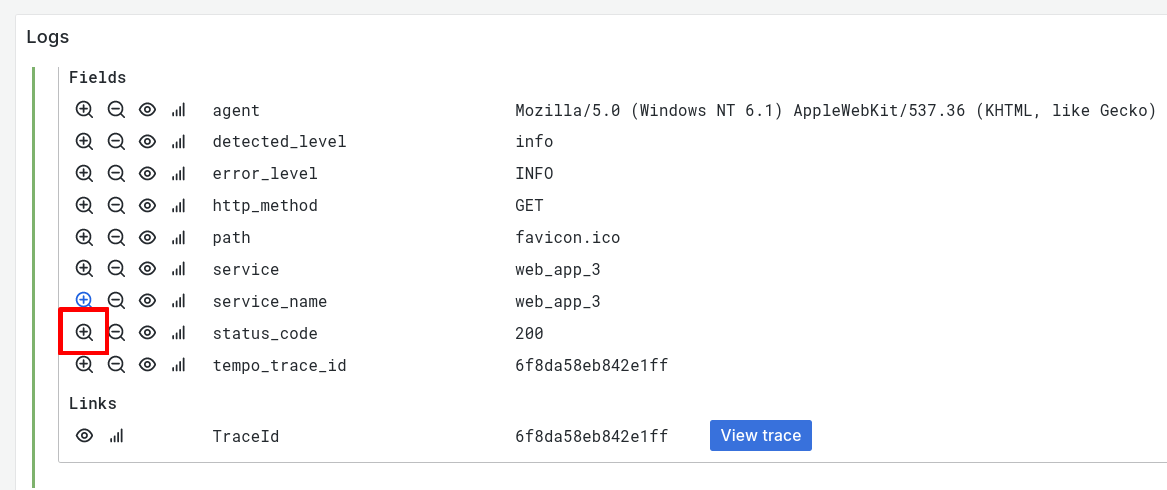 Logs
Fields
agent Mozilla/5.0 (Windows NT 6.1) AppleWebKit/537.36 (KHTML, like Gecko)
detected_level info
error_level INFO
http_method GET
path favicon.ico
service web_app_3
service_name web_app_3
status_code 200
tempo_trace_id 6f8da58eb842e1ff
Links
TraceId 6f8da58eb842e1ff View trace